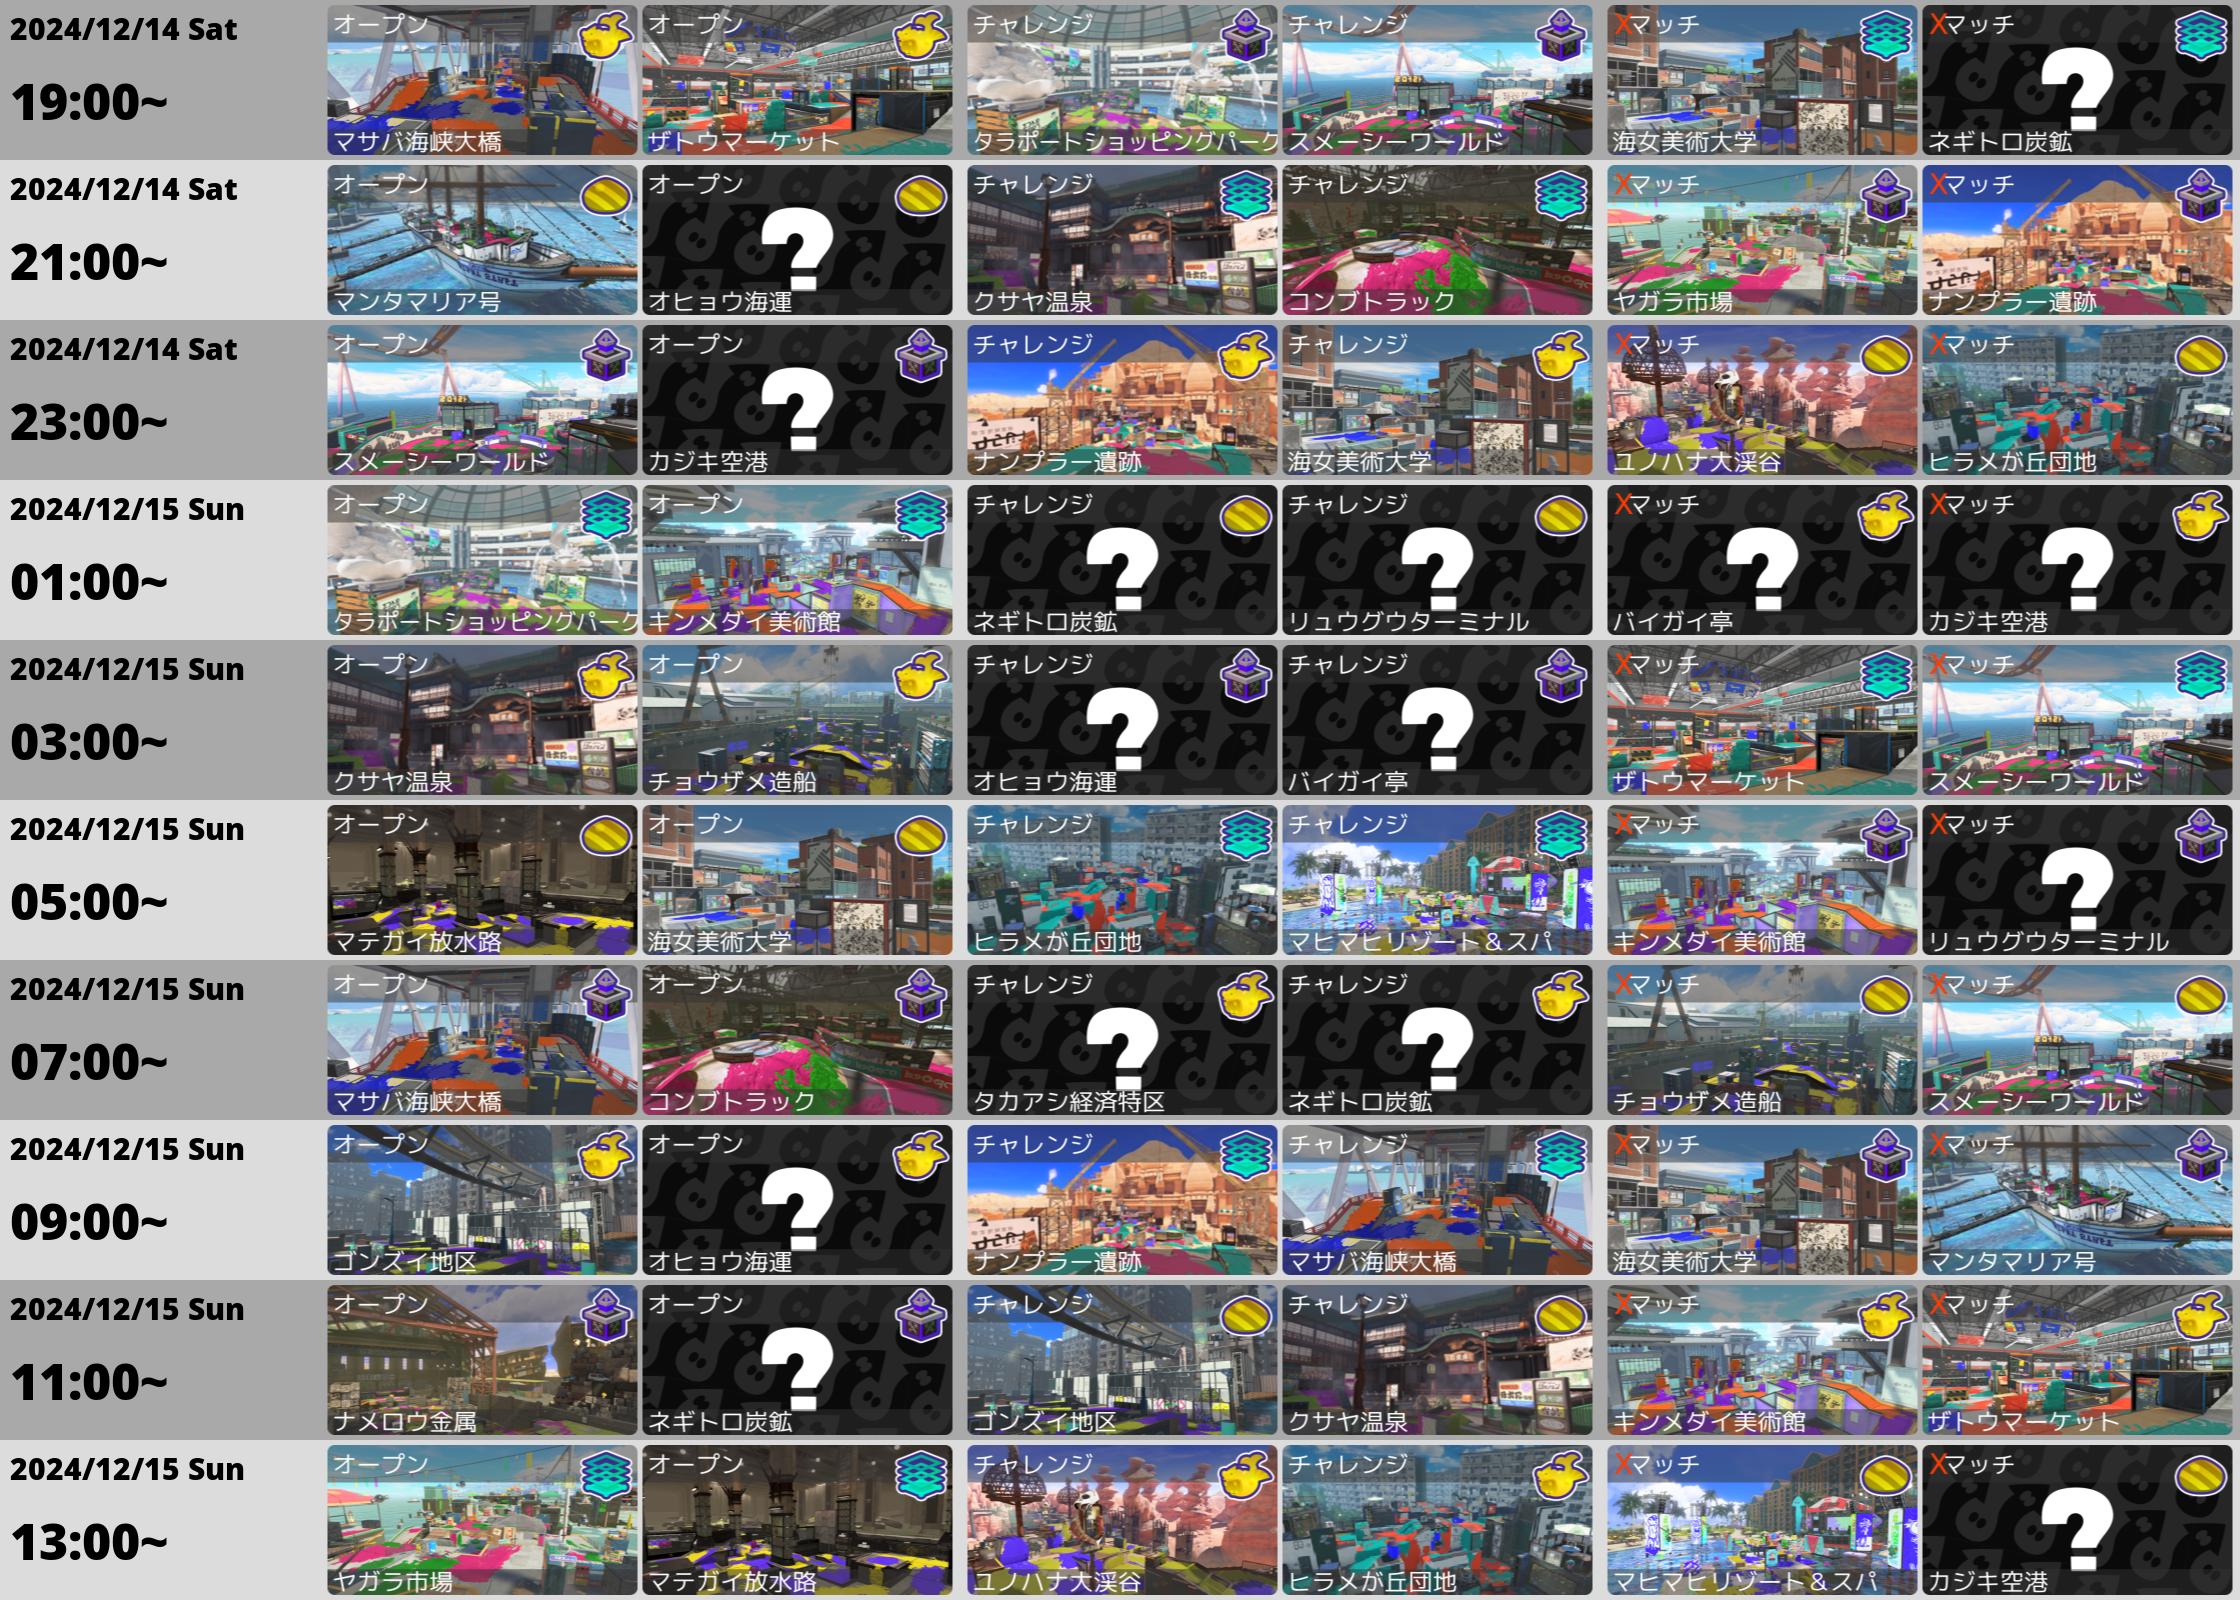 2024/12/14 Sat
19:00~
オープン
マサバ海峡大橋
オープン
ザトウマーケット
チャレンジ
タラポートショッピングパーク
チャレンジ
スメーシーワールド
Xマッチ
海女美術大学
Xマッチ
ネギトロ炭鉱
2024/12/14 Sat
21:00~
オープン
マンタマリア号
オープン
?
オヒョウ海運
チャレンジ
クサヤ温泉
チャレンジ
コンブトラック
Xマッチ
ヤガラ市場
Xマッチ
ナンプラー遺跡
2024/12/14 Sat
23:00~
オープン
スメーシーワールド
オープン
?
カジキ空港
チャレンジ
ナンプラー遺跡
チャレンジ
海女美術大学
Xマッチ
ユノハナ大渓谷
Xマッチ
ヒラメが丘団地
2024/12/15 Sun
01:00~
オープン
タラポートショッピングパーク
オープン
キンメダイ美術館
チャレンジ
?
ネギトロ炭鉱
チャレンジ
?
リュウグウターミナル
Xマッチ
?
バイガイ亭
Xマッチ
?
カジキ空港
2024/12/15 Sun
03:00~
オープン
クサヤ温泉
オープン
チョウザメ造船
チャレンジ
?
オヒョウ海運
チャレンジ
?
バイガイ亭
Xマッチ
ザトウマーケット
Xマッチ
スメーシーワールド
2024/12/15 Sun
05:00~
オープン
マテガイ放水路
オープン
海女美術大学
チャレンジ
ヒラメが丘団地
チャレンジ
マヒマヒリゾート＆スパ
Xマッチ
キンメダイ美術館
Xマッチ
?
リュウグウターミナル
2024/12/15 Sun
07:00~
オープン
マサバ海峡大橋
オープン
コンブトラック
チャレンジ
?
タカアシ経済特区
チャレンジ
?
ネギトロ炭鉱
Xマッチ
チョウザメ造船
Xマッチ
スメーシーワールド
2024/12/15 Sun
09:00~
オープン
ゴンズイ地区
オープン
?
オヒョウ海運
チャレンジ
ナンプラー遺跡
チャレンジ
マサバ海峡大橋
Xマッチ
海女美術大学
Xマッチ
マンタマリア号
2024/12/15 Sun
11:00~
オープン
ナメロウ金属
オープン
?
ネギトロ炭鉱
チャレンジ
ゴンズイ地区
チャレンジ
クサヤ温泉
Xマッチ
キンメダイ美術館
Xマッチ
ザトウマーケット
2024/12/15 Sun
13:00~
オープン
ヤガラ市場
オープン
マテガイ放水路
チャレンジ
ユノハナ大渓谷
チャレンジ
ヒラメが丘団地
Xマッチ
マヒマヒリゾート＆スパ
Xマッチ
?
カジキ空港